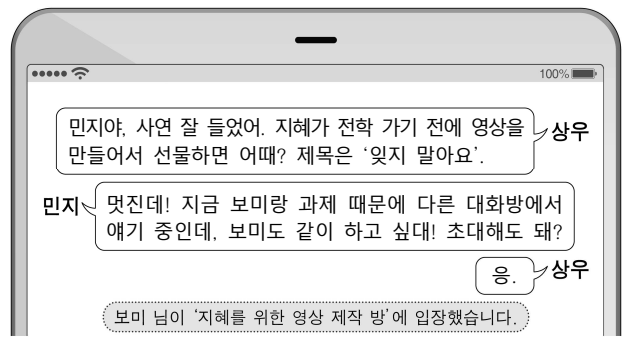 100%
민지야, 사연 잘 들었어. 지혜가 전학 가기 전에 영상을
만들어서 선물하면 어때? 제목은 ‘잊지 말아요’.
상우
민지
멋진데! 지금 보미랑 과제 때문에 다른 대화방에서
얘기 중인데, 보미도 같이 하고 싶대! 초대해도 돼?
응.
상우
보미 님이 ‘지혜를 위한 영상 제작 방’에 입장했습니다.